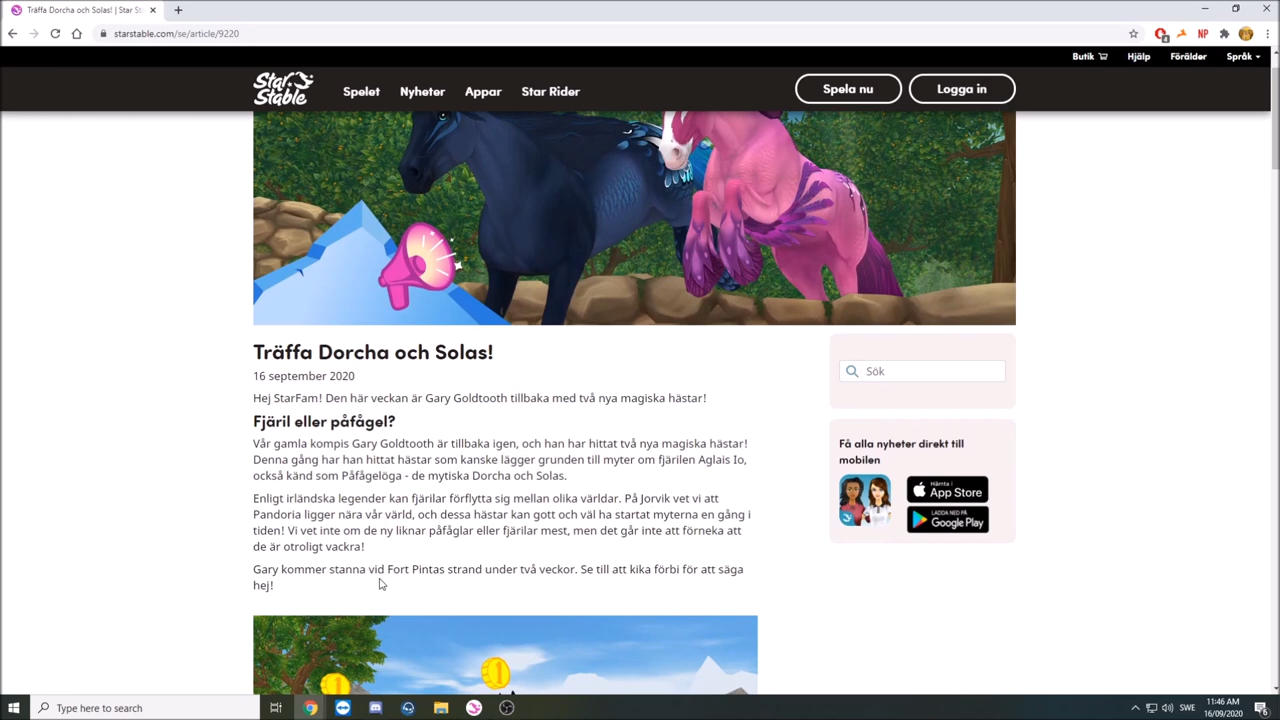 Träffa Dorcha och Solas! | Star St
starstable.com/se/article/9220
4
NP
Butik
Hjälp
Förälder
Språk
Star Stable
Spelet
Nyheter
Appar
Star Rider
Spela nu
Logga in
Träffa Dorcha och Solas!
16 september 2020
Hej StarFam! Den här veckan är Gary Goldtooth tillbaka med två nya magiska hästar!
Fjäril eller påfågel?
Vår gamla kompis Gary Goldtooth är tillbaka igen, och han har hittat två nya magiska hästar!
Denna gång har han hittat hästar som kanske lägger grunden till myter om fjärilen Aglais Io,
också känd som Påfågelöga - de mytiska Dorcha och Solas.
Enligt irländska legender kan fjärilar förflytta sig mellan olika världar. På Jorvik vet vi att
Pandoria ligger nära vår värld, och dessa hästar kan gott och väl ha startat myterna en gång i
tiden! Vi vet inte om de ny liknar påfåglar eller fjärilar mest, men det går inte att förneka att
de är otroligt vackra!
Gary kommer stanna vid Fort Pintas strand under två veckor. Se till att kika förbi för att säga
hej!
Sök
Få alla nyheter direkt till
mobilen
Hämta i
App Store
LADDA NED PÅ
Google Play
1
1
Type here to search
SWE
11:46 AM
16/09/2020
6